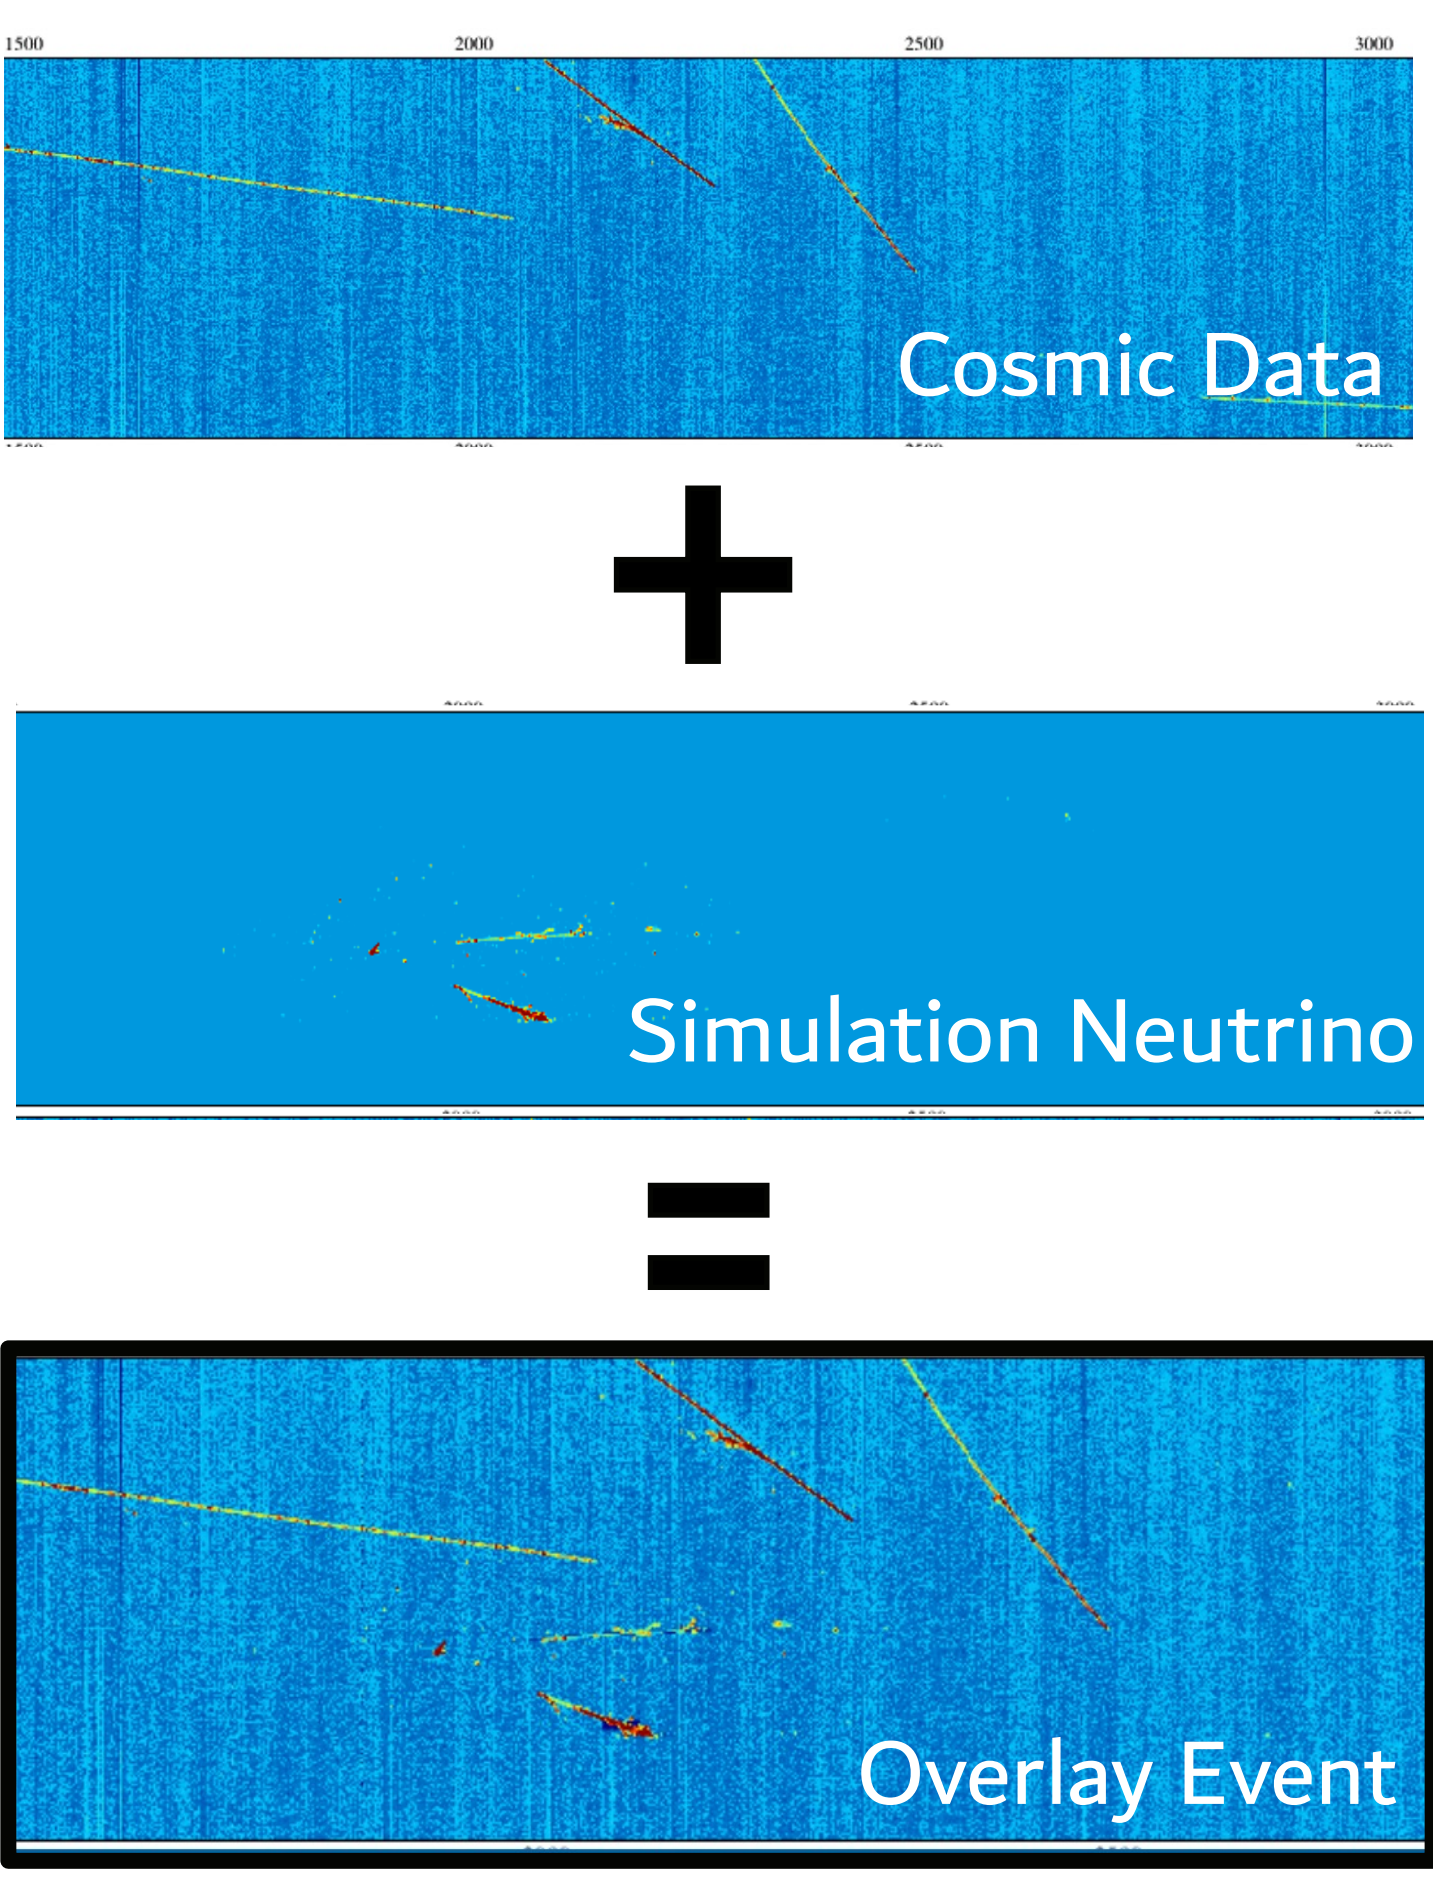 1500 2000 2500 3000
Cosmic Data
+
Simulation Neutrino
=
Overlay Event